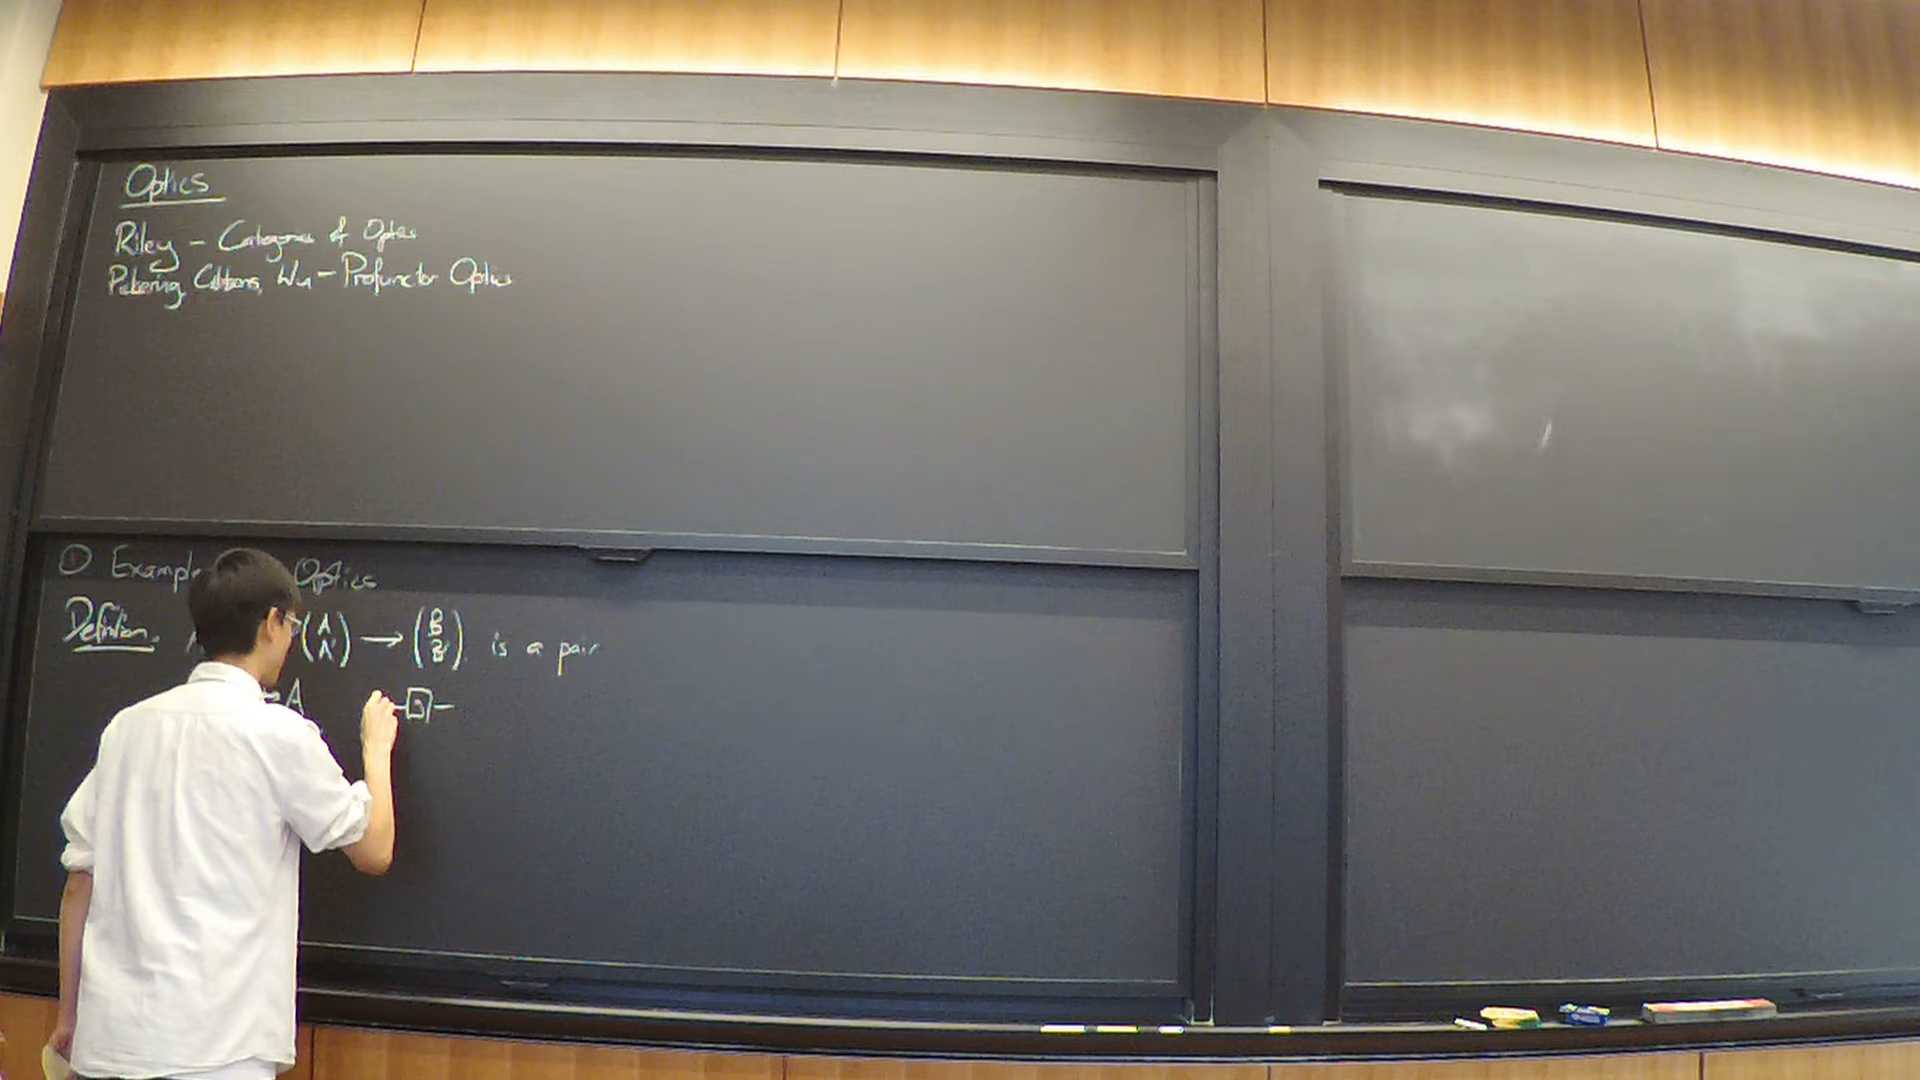 Optics
Riley - Categories of Optics
Pickering, Gibbons, Wu - Profunctor Optics
① Example Optics
Definition. A (A A') → (B B') is a pair
→ A